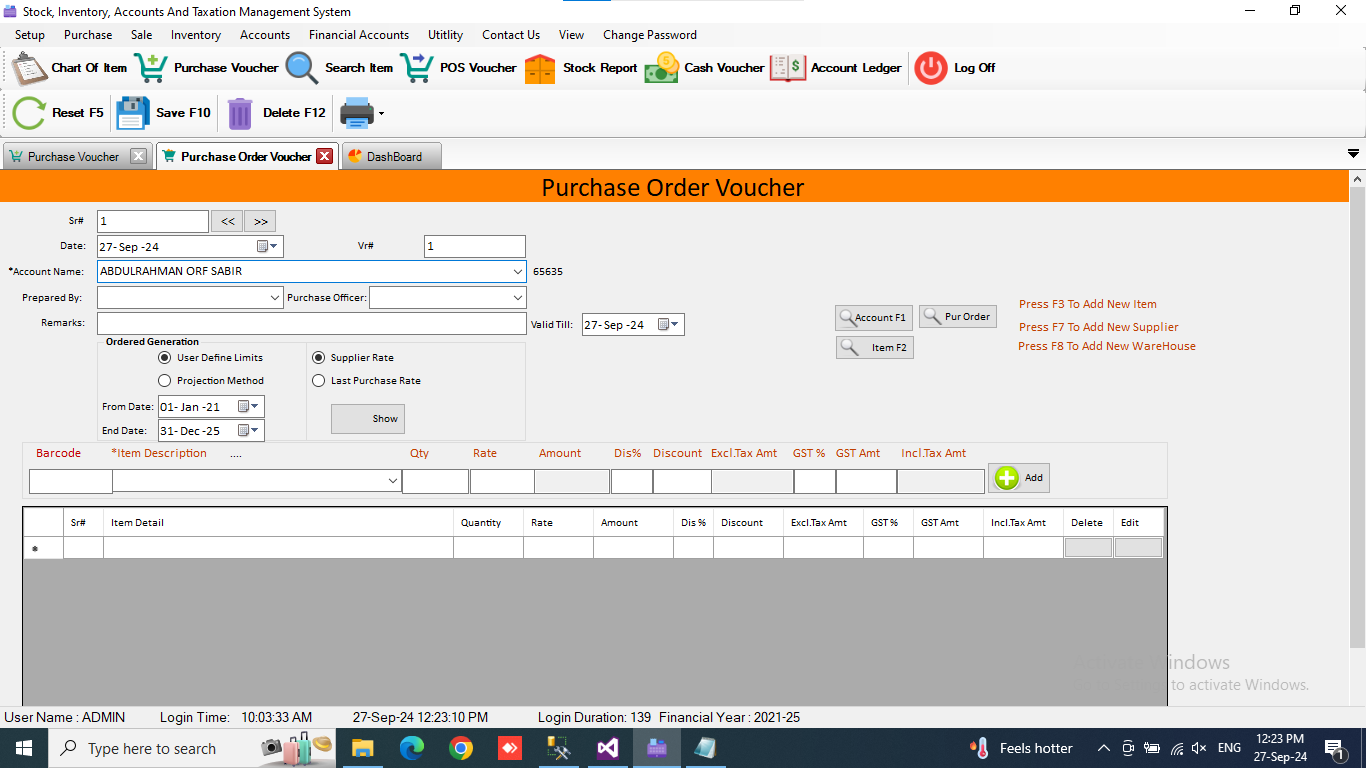 Stock, Inventory, Accounts And Taxation Management System
Setup Purchase Sale Inventory Accounts Financial Accounts Uutility Contact Us View Change Password
Chart Of Item Purchase Voucher Search Item POS Voucher Stock Report Cash Voucher Account Ledger Log Off
Reset F5 Save F10 Delete F12
Purchase Voucher Purchase Order Voucher DashBoard
Purchase Order Voucher
Sr# 1 << >>
Date: 27- Sep -24 Vr# 1
*Account Name: ABDULRAHMAN ORF SABIR 65635
Prepared By: Purchase Officer:
Remarks: Valid Till: 27- Sep -24
Account F1 Pur Order
Item F2
Press F3 To Add New Item
Press F7 To Add New Supplier
Press F8 To Add New WareHouse
Ordered Generation
User Define Limits Supplier Rate
Projection Method Last Purchase Rate
From Date: 01- Jan -21
Show
End Date: 31- Dec -25
Barcode *Item Description .... Qty Rate Amount Dis% Discount Excl.Tax Amt GST % GST Amt Incl.Tax Amt
Add
Sr# Item Detail Quantity Rate Amount Dis % Discount Excl.Tax Amt GST % GST Amt Incl.Tax Amt Delete Edit
*
Windows
to activate Windows.
User Name : ADMIN Login Time: 10:03:33 AM 27-Sep-24 12:23:10 PM Login Duration: 139 Financial Year : 2021-25
Type here to search Feels hotter ENG 12:23 PM
27-Sep-24
1